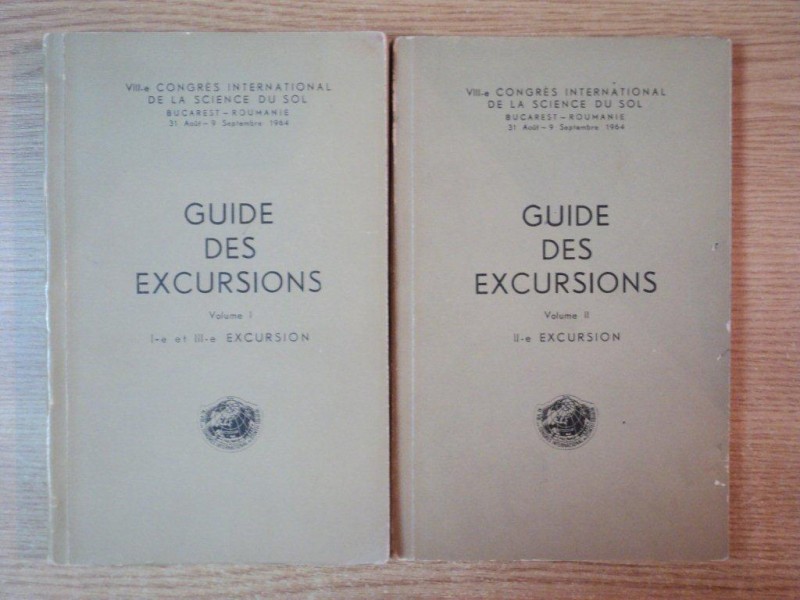 VIII-e CONGRÈS INTERNATIONAL
DE LA SCIENCE DU SOL
BUCAREST – ROUMANIE
31 Août – 9 Septembre 1964
GUIDE
DES
EXCURSIONS
Volume I
I-e et III-e EXCURSION
VIII-e CONGRÈS INTERNATIONAL
DE LA SCIENCE DU SOL
BUCAREST – ROUMANIE
31 Août – 9 Septembre 1964
GUIDE
DES
EXCURSIONS
Volume II
II-e EXCURSION